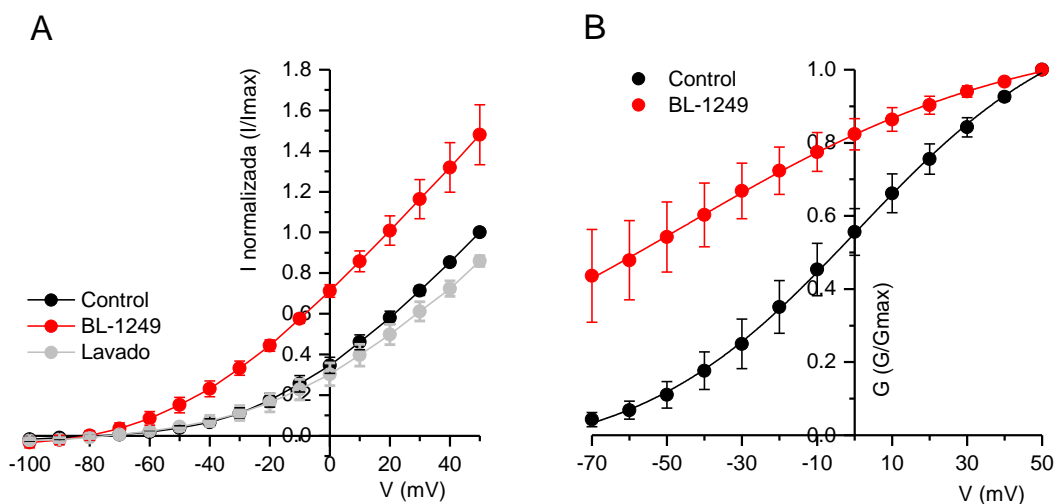 A
I normalizada (I/Imax)
1.8
1.6
1.4
1.2
1.0
0.8
0.6
0.4
0.2
0.0
Control
BL-1249
Lavado
-100 -80 -60 -40 -20 0 20 40
V (mV)
B
Control
BL-1249
1.0
0.8
0.6
0.4
0.2
0.0
G (G/Gmax)
-70 -50 -30 -10 10 30 50
V (mV)